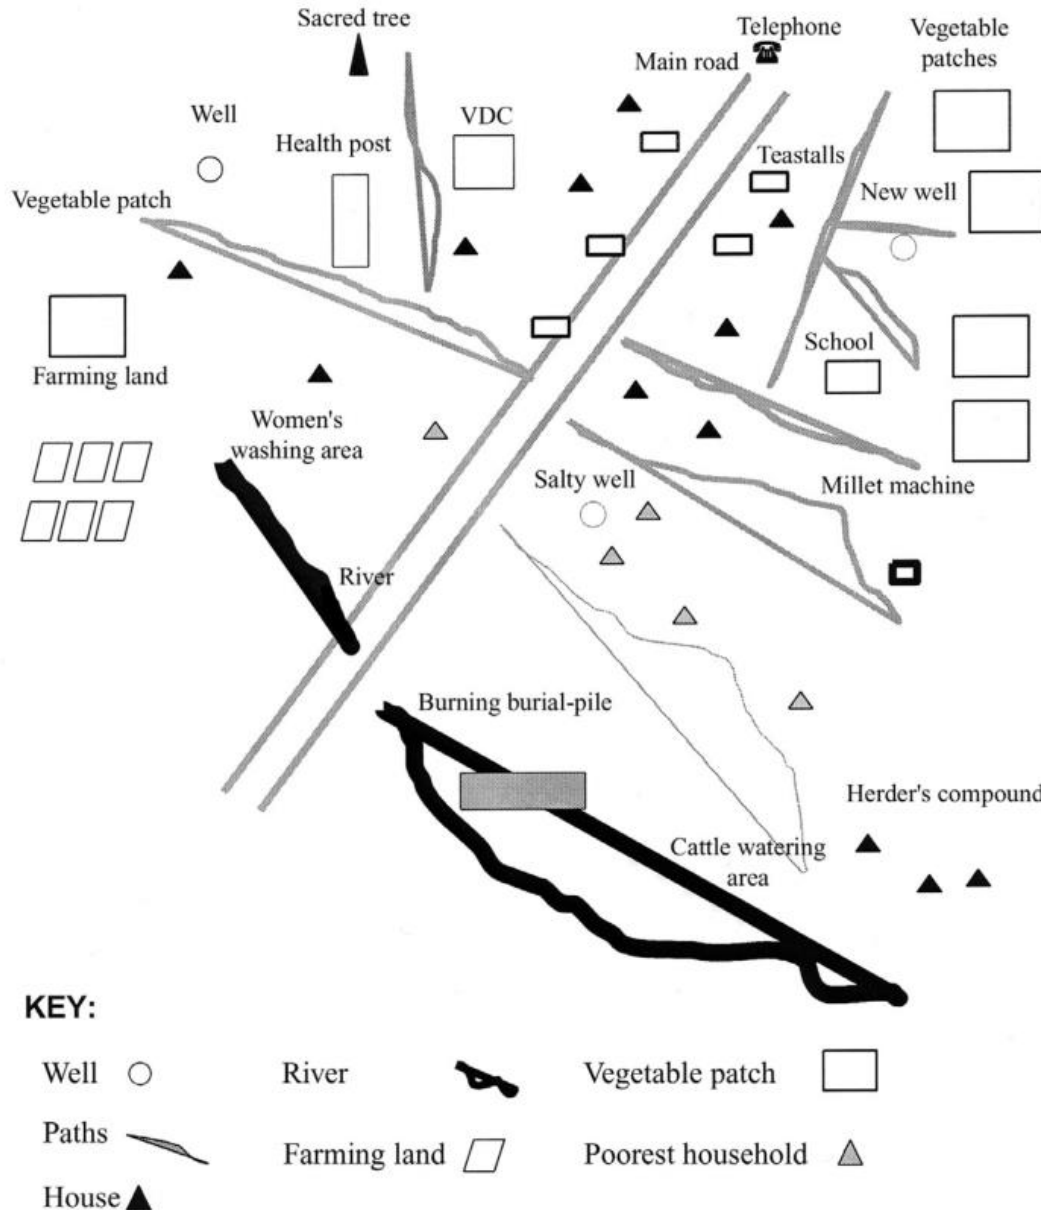 Sacred tree
Telephone
Vegetable
patches
Main road
Well
VDC
Health post
Teastalls
New well
Vegetable patch
School
Farming land
Women's
washing area
Salty well
Millet machine
River
Burning burial-pile
Herder's compound
Cattle watering
area
KEY:
Well
River
Vegetable patch
Paths
Farming land
Poorest household
House